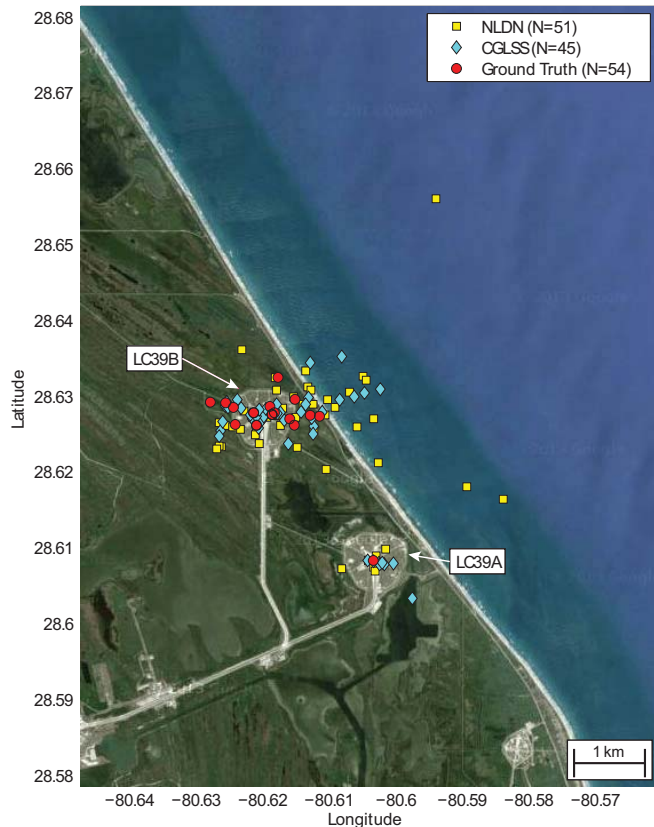 NLDN (N=51)
CGLSS (N=45)
Ground Truth (N=54)
28.68
28.67
28.66
28.65
28.64
28.63
28.62
28.61
28.6
28.59
28.58
Latitude
LC39B
LC39A
1 km
−80.64 −80.63 −80.62 −80.61 −80.6 −80.59 −80.58 −80.57
Longitude